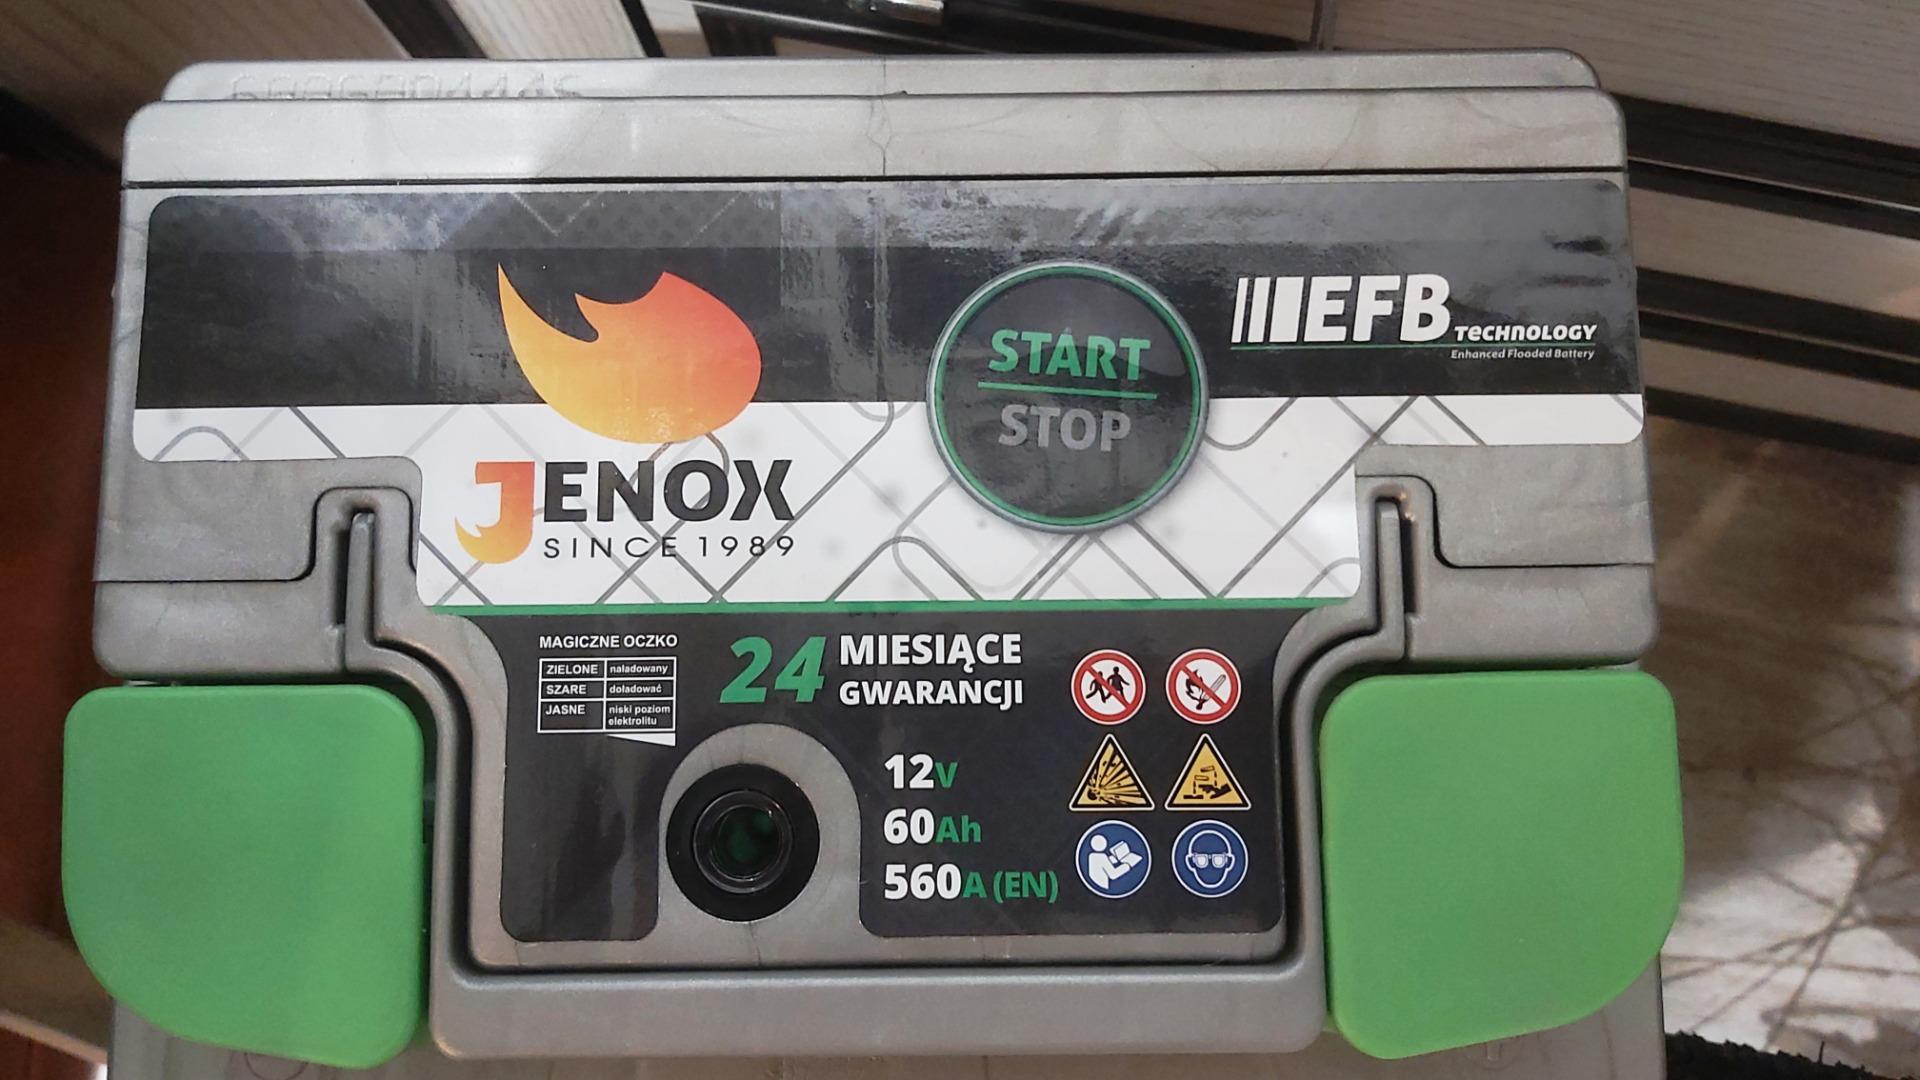 START
STOP
EFB TECHNOLOGY
Enhanced Flooded Battery
JENOX
SINCE 1989
MAGICZNE OCZKO
ZIELONE naładowany
SZARE doładować
JASNE niski poziom
elektrolitu
24 MIESIĄCE
GWARANCJI
12V
60Ah
560A (EN)